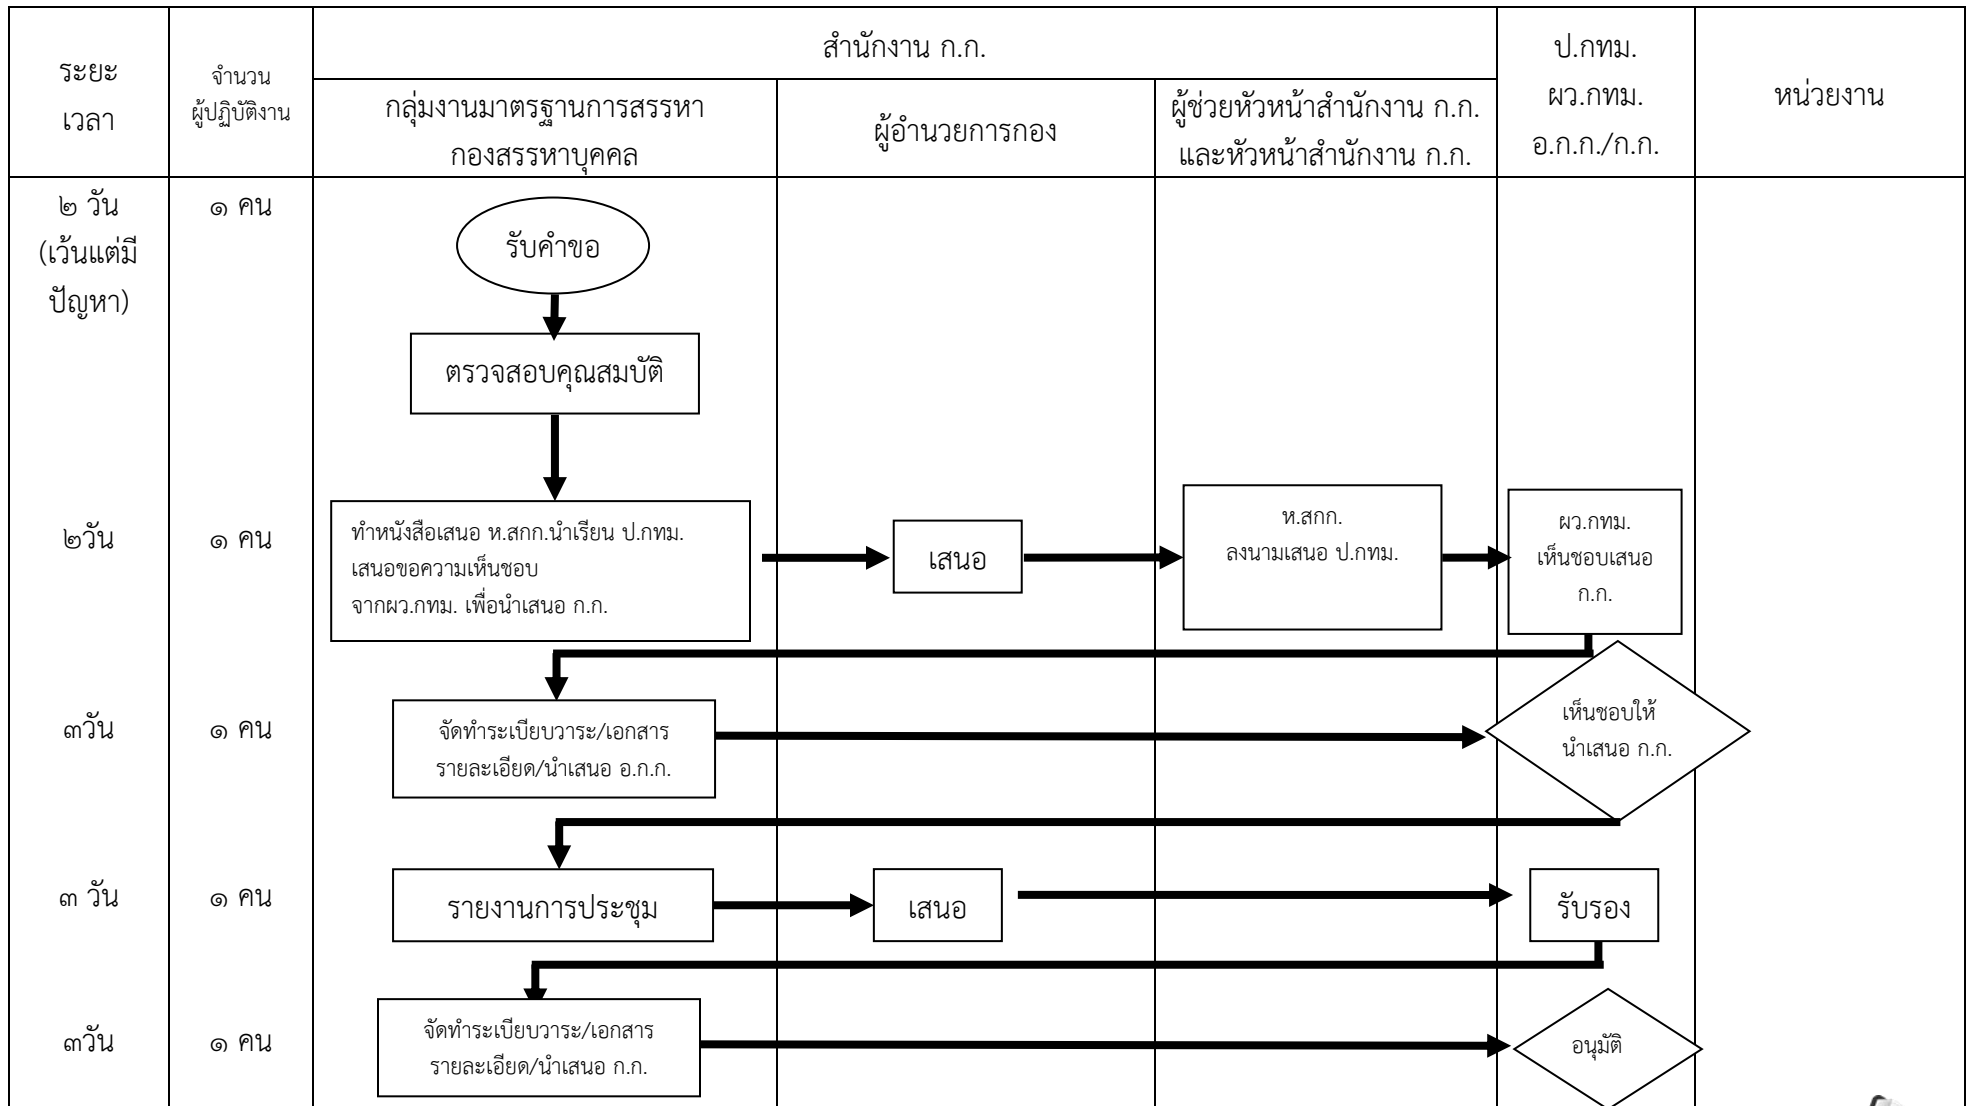 ระยะ
เวลา
จำนวน
ผู้ปฏิบัติงาน
สำนักงาน ก.ก.
กลุ่มงานมาตรฐานการสรรหา
กองสรรหาบุคคล
ผู้อำนวยการกอง
ผู้ช่วยหัวหน้าสำนักงาน ก.ก.
และหัวหน้าสำนักงาน ก.ก.
ป.กทม.
ผว.กทม.
อ.ก.ก./ก.ก.
หน่วยงาน
๒ วัน
(เว้นแต่มี
ปัญหา)
๑ คน
รับคำขอ
ตรวจสอบคุณสมบัติ
๒วัน
๑ คน
ทำหนังสือเสนอ ห.สกก.นำเรียน ป.กทม.
เสนอขอความเห็นชอบ
จากผว.กทม. เพื่อนำเสนอ ก.ก.
เสนอ
ห.สกก.
ลงนามเสนอ ป.กทม.
ผว.กทม.
เห็นชอบเสนอ
ก.ก.
๓วัน
๑ คน
จัดทำระเบียบวาระ/เอกสาร
รายละเอียด/นำเสนอ อ.ก.ก.
เห็นชอบให้
นำเสนอ ก.ก.
๓ วัน
๑ คน
รายงานการประชุม
เสนอ
รับรอง
๓วัน
๑ คน
จัดทำระเบียบวาระ/เอกสาร
รายละเอียด/นำเสนอ ก.ก.
อนุมัติ